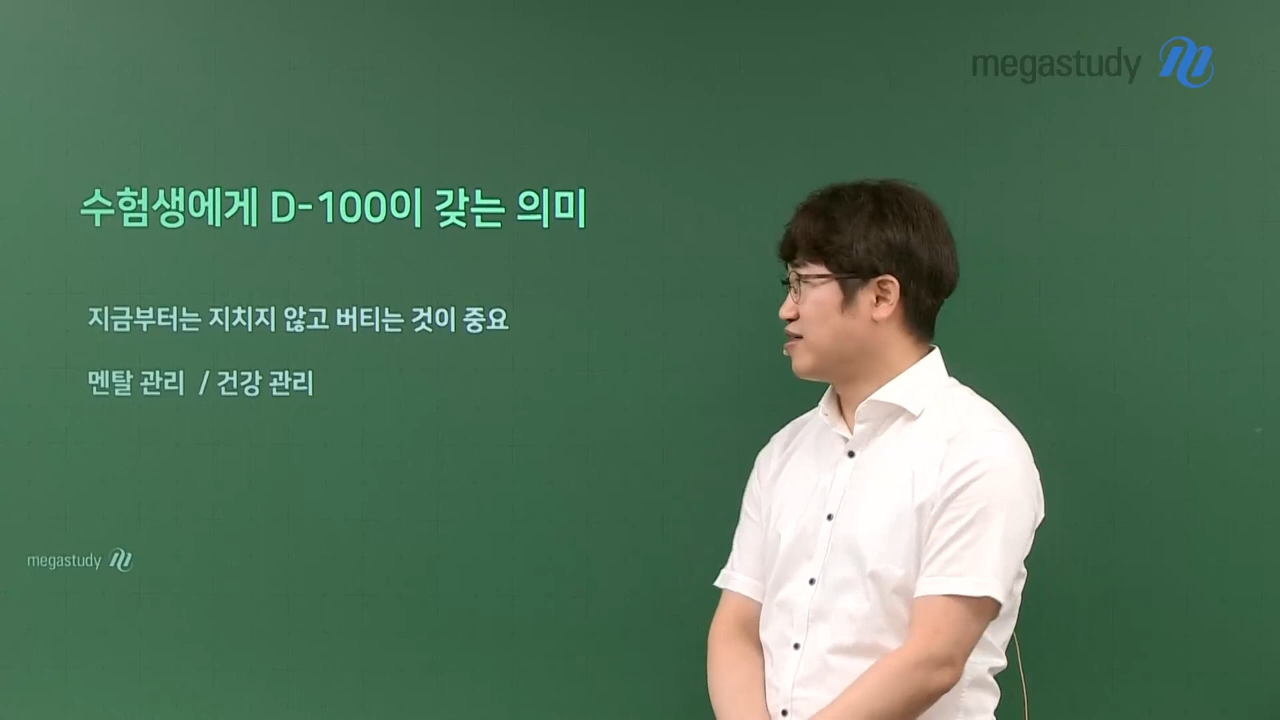 megastudy
수험생에게 D-100이 갖는 의미
지금부터는 지치지 않고 버티는 것이 중요
멘탈 관리 / 건강 관리
megastudy